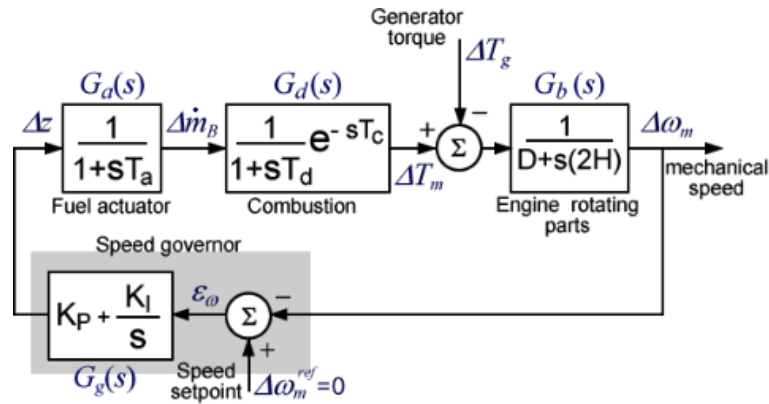 Generator
torque
ΔT_g
G_a(s)
G_d(s)
G_b (s)
Δz
1
1+sT_a
Δṁ_B
1
1+sT_d
e^{- sT_c}
+
−
Σ
ΔT_m
1
D+s(2H)
Δω_m
mechanical
speed
Fuel actuator
Combustion
Engine rotating
parts
Speed governor
K_P + K_I
s
ε_ω
Σ
−
+
G_g(s)
Speed
setpoint
Δω_m^{ref}=0